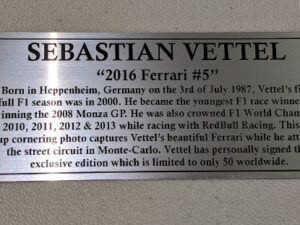 SEBASTIAN VETTEL
“2016 Ferrari #5”
Born in Heppenheim, Germany on the 3rd of July 1987, Vettel's fi
full F1 season was in 2000. He became the youngest F1 race winner
inning the 2008 Monza GP. He was also crowned F1 World Cham
2010, 2011, 2012 & 2013 while racing with RedBull Racing. This
up cornering photo captures Vettel's beautiful Ferrari while he att
the street circuit in Monte-Carlo. Vettel has personally signed th
exclusive edition which is limited to only 50 worldwide.